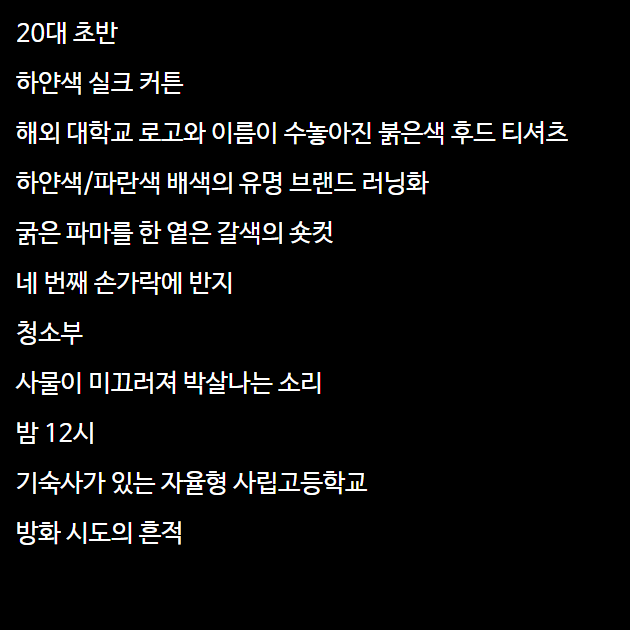 20대 초반
하얀색 실크 커튼
해외 대학교 로고와 이름이 수놓아진 붉은색 후드 티셔츠
하얀색/파란색 배색의 유명 브랜드 러닝화
굵은 파마를 한 옅은 갈색의 숏컷
네 번째 손가락에 반지
청소부
사물이 미끄러져 박살나는 소리
밤 12시
기숙사가 있는 자율형 사립고등학교
방화 시도의 흔적